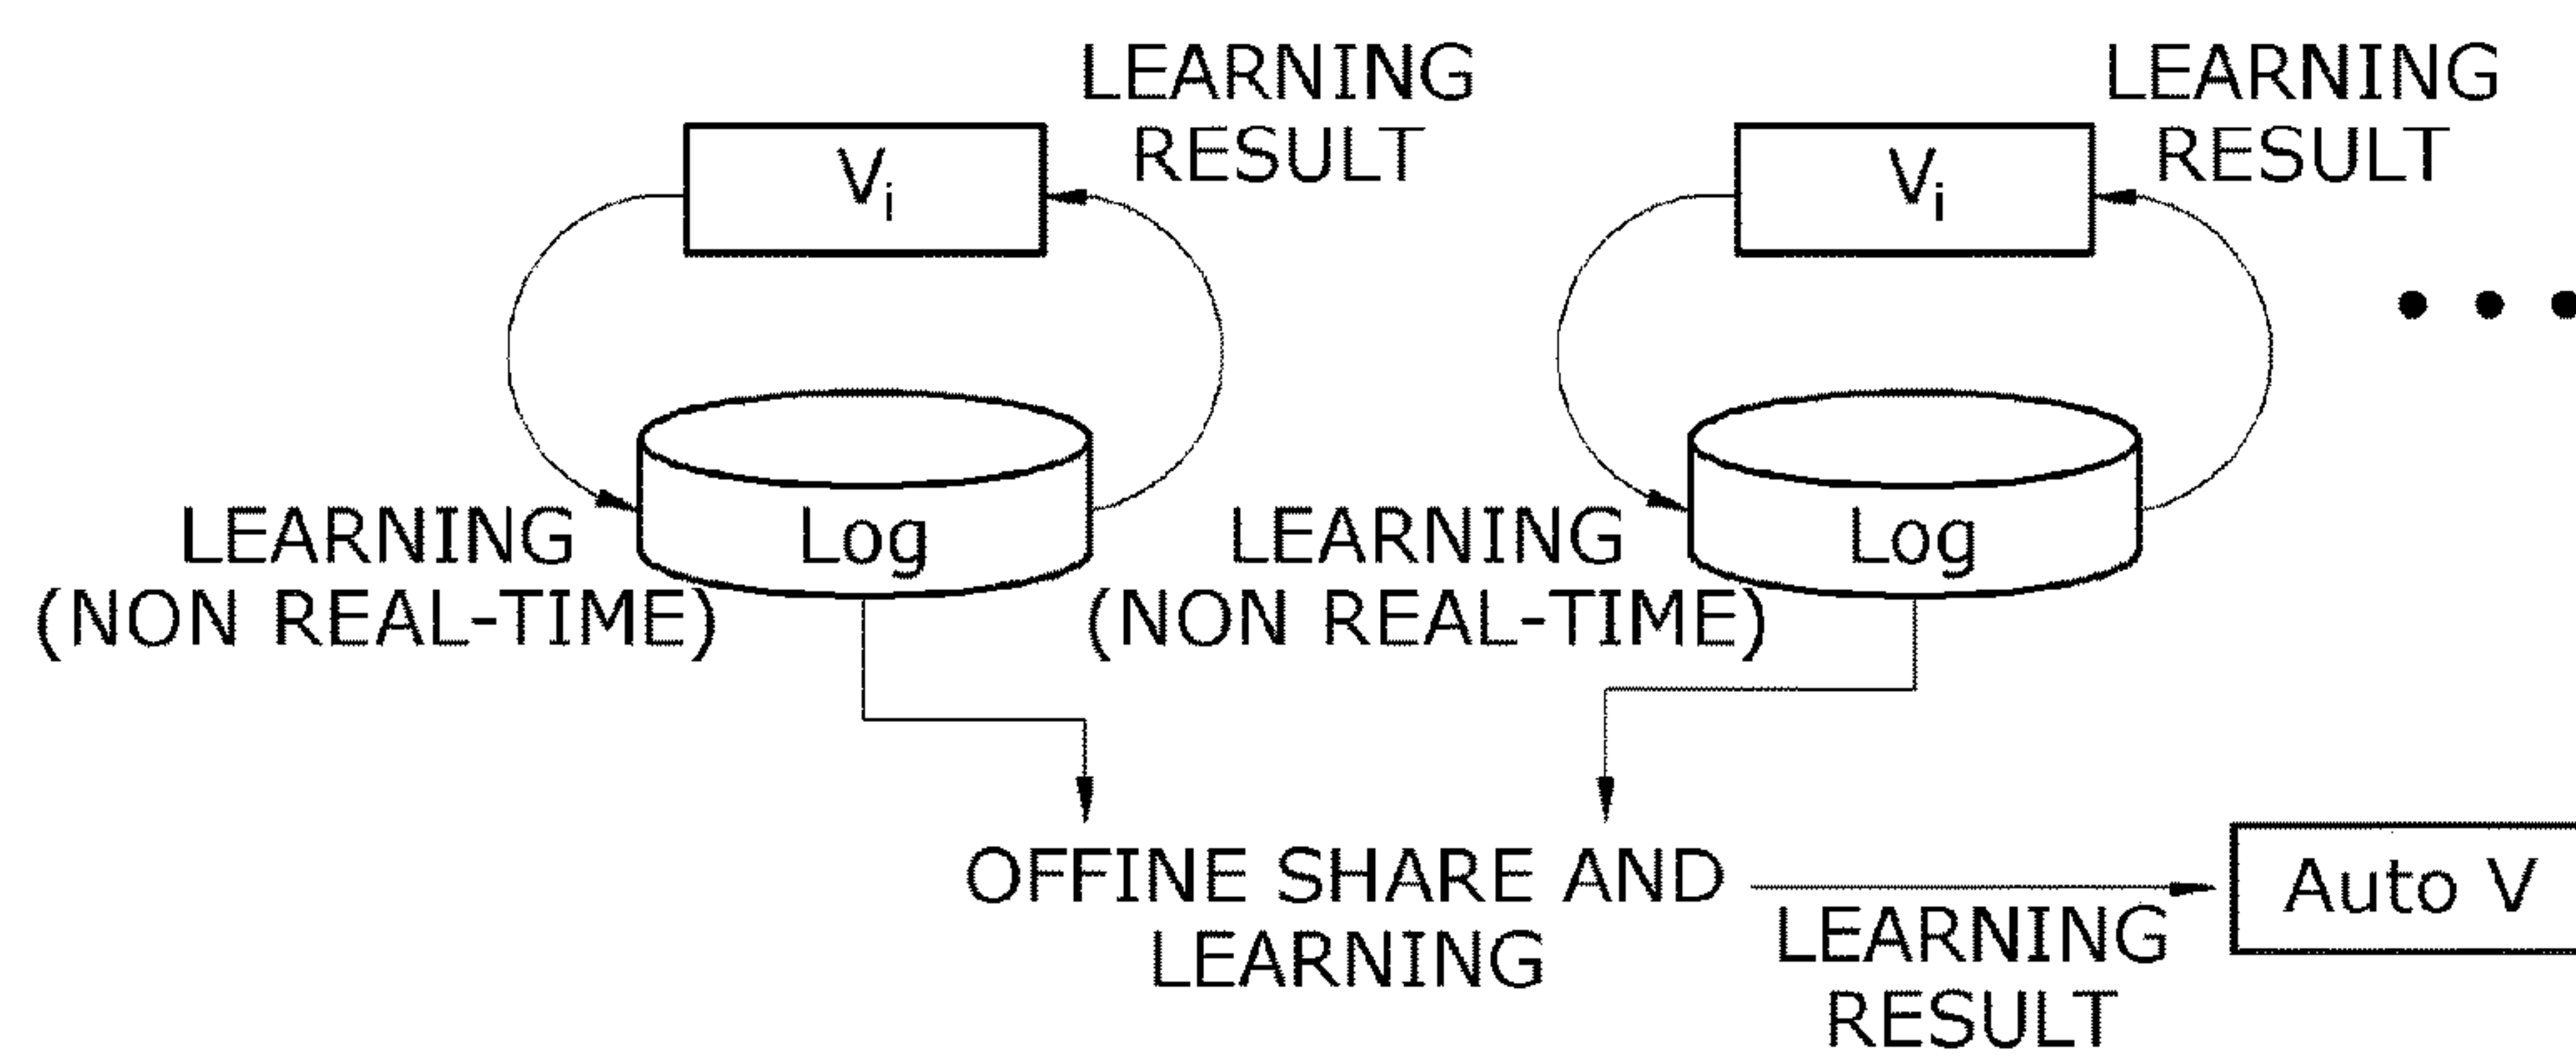 LEARNING
RESULT
Vi
LEARNING
(NON REAL-TIME)
Log
LEARNING
RESULT
Vi
LEARNING
(NON REAL-TIME)
Log
• • •
OFFINE SHARE AND
LEARNING
LEARNING
RESULT
Auto V